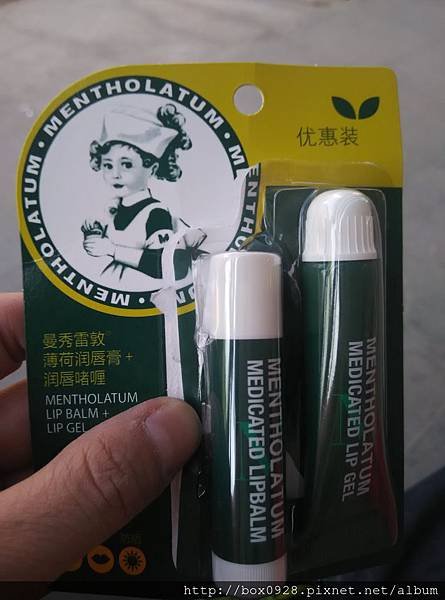 MENTHOLATUM • MENTHOLATUM • MENTHOLATUM
优惠装
曼秀雷敦
薄荷润唇膏+
润唇啫喱
MENTHOLATUM
LIP BALM +
LIP GEL
MENTHOLATUM
MEDICATED LIPBALM
MENTHOLATUM
MEDICATED LIP GEL
http://box0928.pixnet.net/album